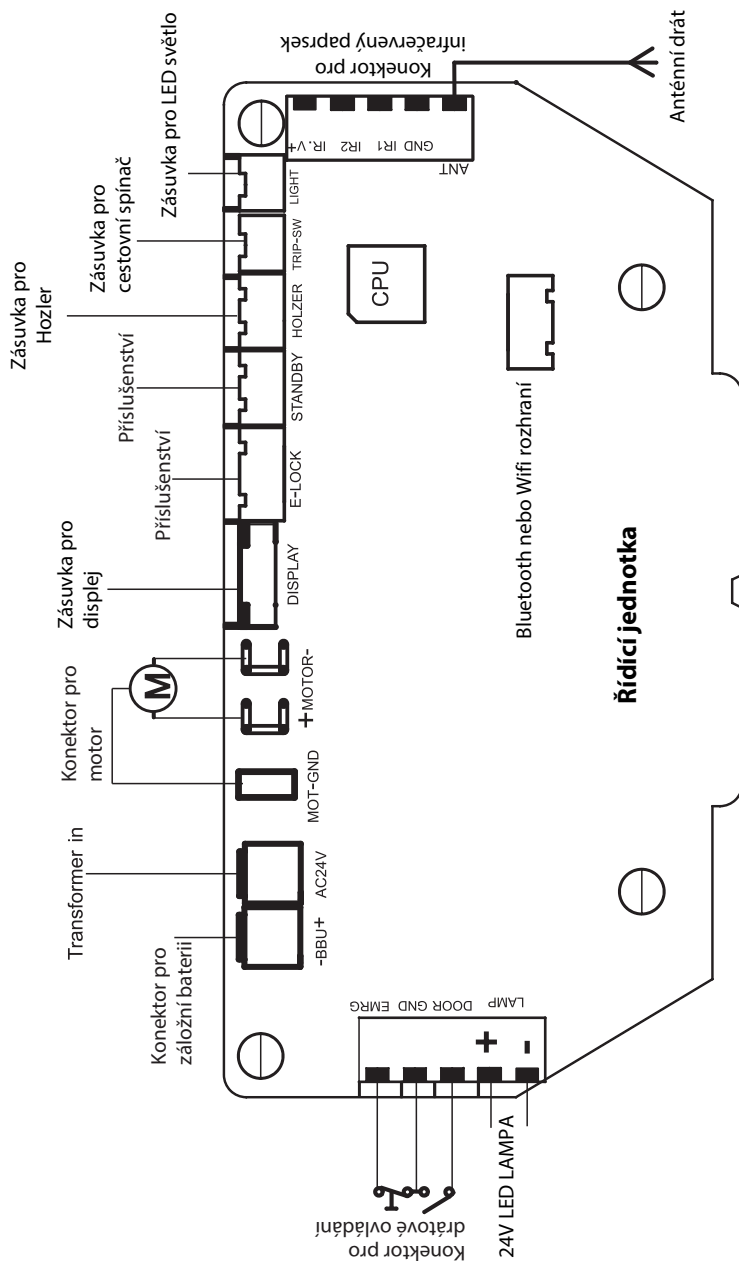 Konektor pro
záložní baterii
Transformer in
Konektor pro
motor
M
Zásuvka pro
displej
Příslušenství
Příslušenství
Zásuvka pro
Hozler
Zásuvka pro
cestovní spínač
Zásuvka pro LED světlo
-BBU+
AC24V
MOT-GND
+MOTOR-
DISPLAY
E-LOCK
STANDBY
HOLZER
TRIP-SW
LIGHT
Konektor pro
infračervený paprsek
IR.V+
IR2
IR1
GND
ANT
Anténní drát
CPU
Bluetooth nebo Wifi rozhraní
Řídící jednotka
EMRG
GND
DOOR
LAMP
+
-
Konektor pro
drátové ovládání
24V LED LAMPA